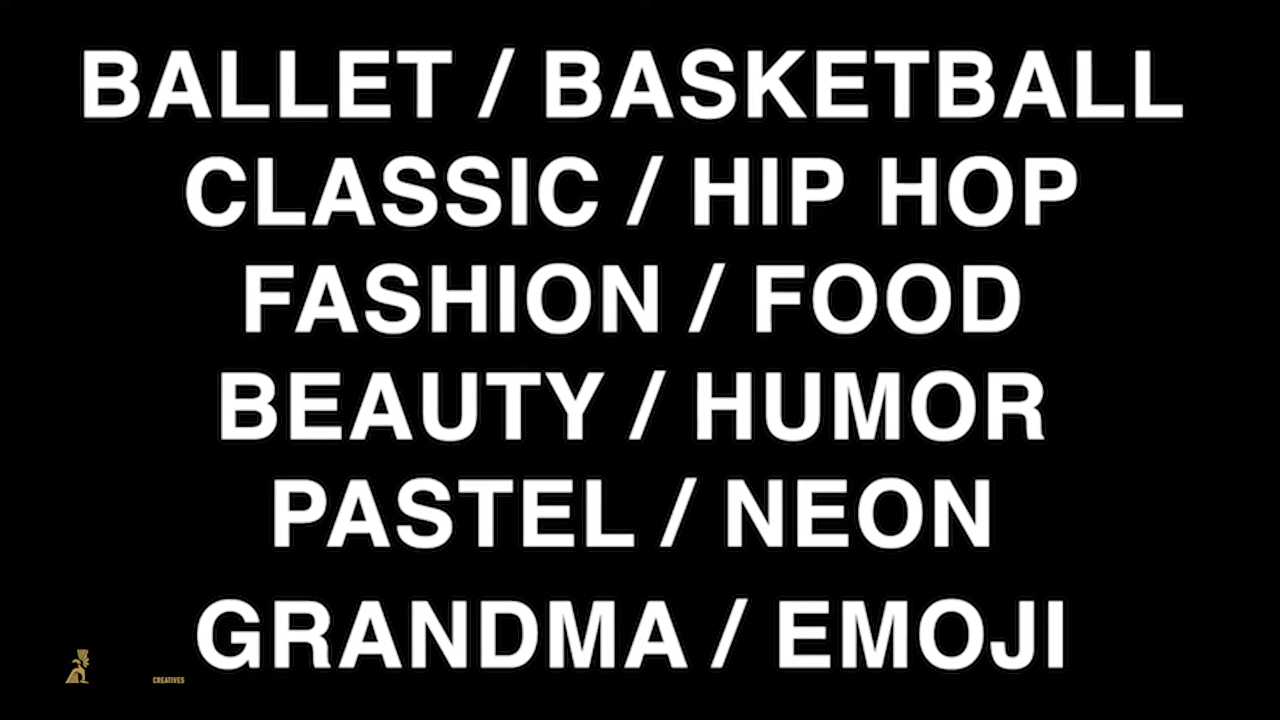 BALLET / BASKETBALL
CLASSIC / HIP HOP
FASHION / FOOD
BEAUTY / HUMOR
PASTEL / NEON
GRANDMA / EMOJI
CREATIVES